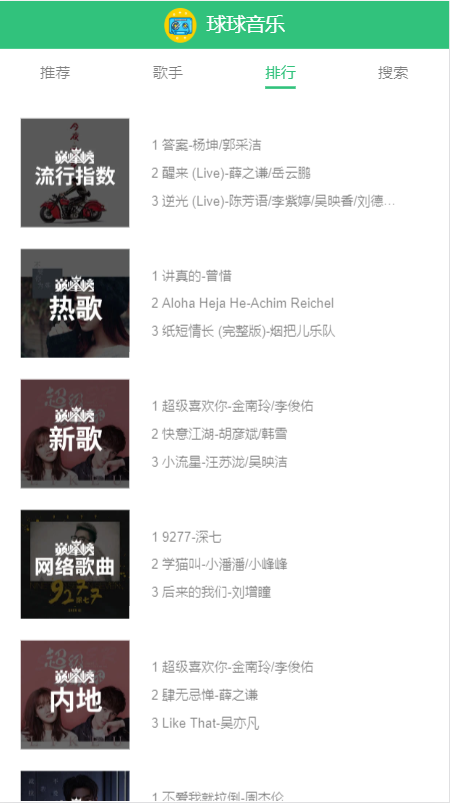 球球音乐
推荐 歌手 排行 搜索
巅峰榜
流行指数
1 答案-杨坤/郭采洁
2 醒来 (Live)-薛之谦/岳云鹏
3 逆光 (Live)-陈芳语/李紫婷/吴映香/刘德…
巅峰榜
热歌
1 讲真的-曾惜
2 Aloha Heja He-Achim Reichel
3 纸短情长 (完整版)-烟把儿乐队
超级
巅峰榜
新歌
1 超级喜欢你-金南玲/李俊佑
2 快意江湖-胡彦斌/韩雪
3 小流星-汪苏泷/吴映洁
巅峰榜
网络歌曲
9277
1 9277-深七
2 学猫叫-小潘潘/小峰峰
3 后来的我们-刘增瞳
超级
巅峰榜
内地
1 超级喜欢你-金南玲/李俊佑
2 肆无忌惮-薛之谦
3 Like That-吴亦凡
1 不爱我就拉倒-周杰伦